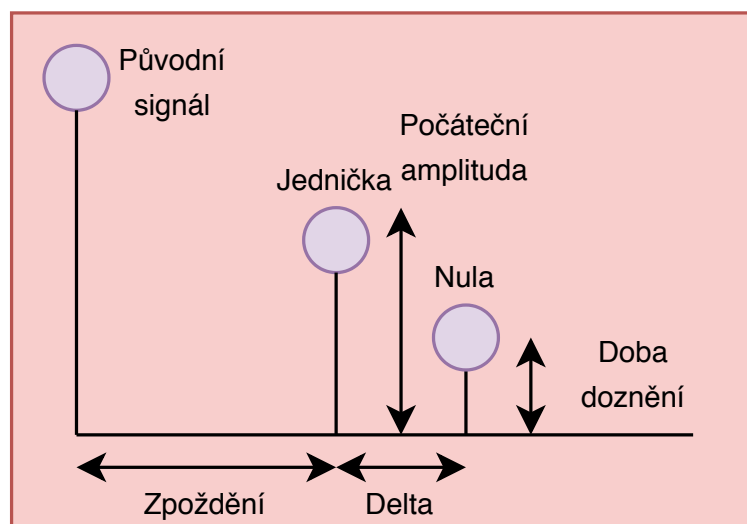 Původní
signál
Počáteční
amplituda
Jednička
Nula
Doba
doznění
Zpoždění
Delta